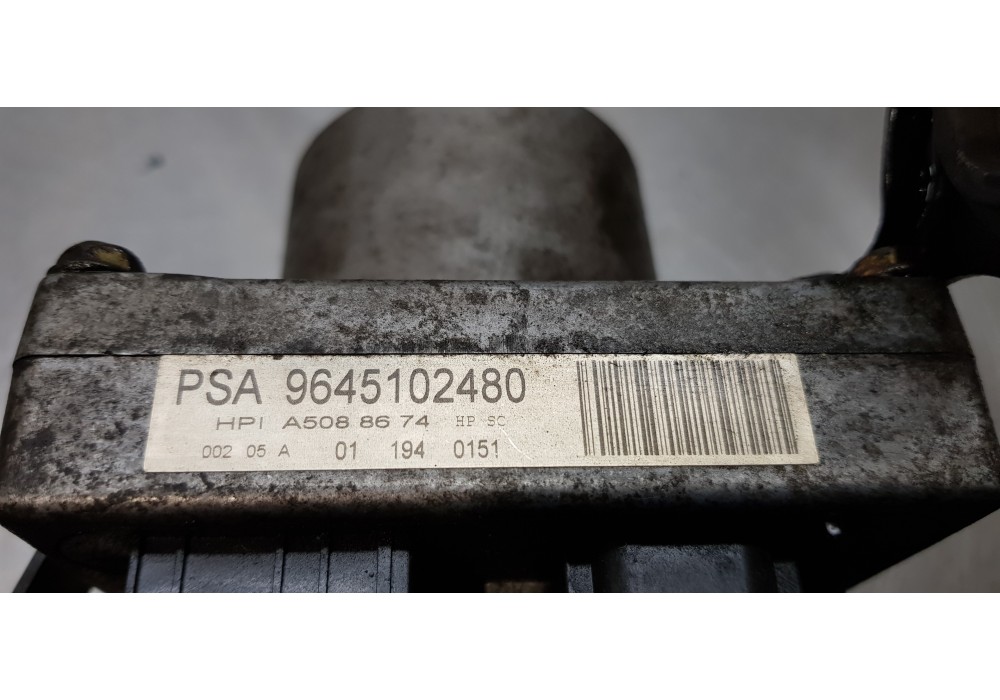 PSA 9645102480
HPI A508 86 74 HP SC
002 05 A 01 194 0151